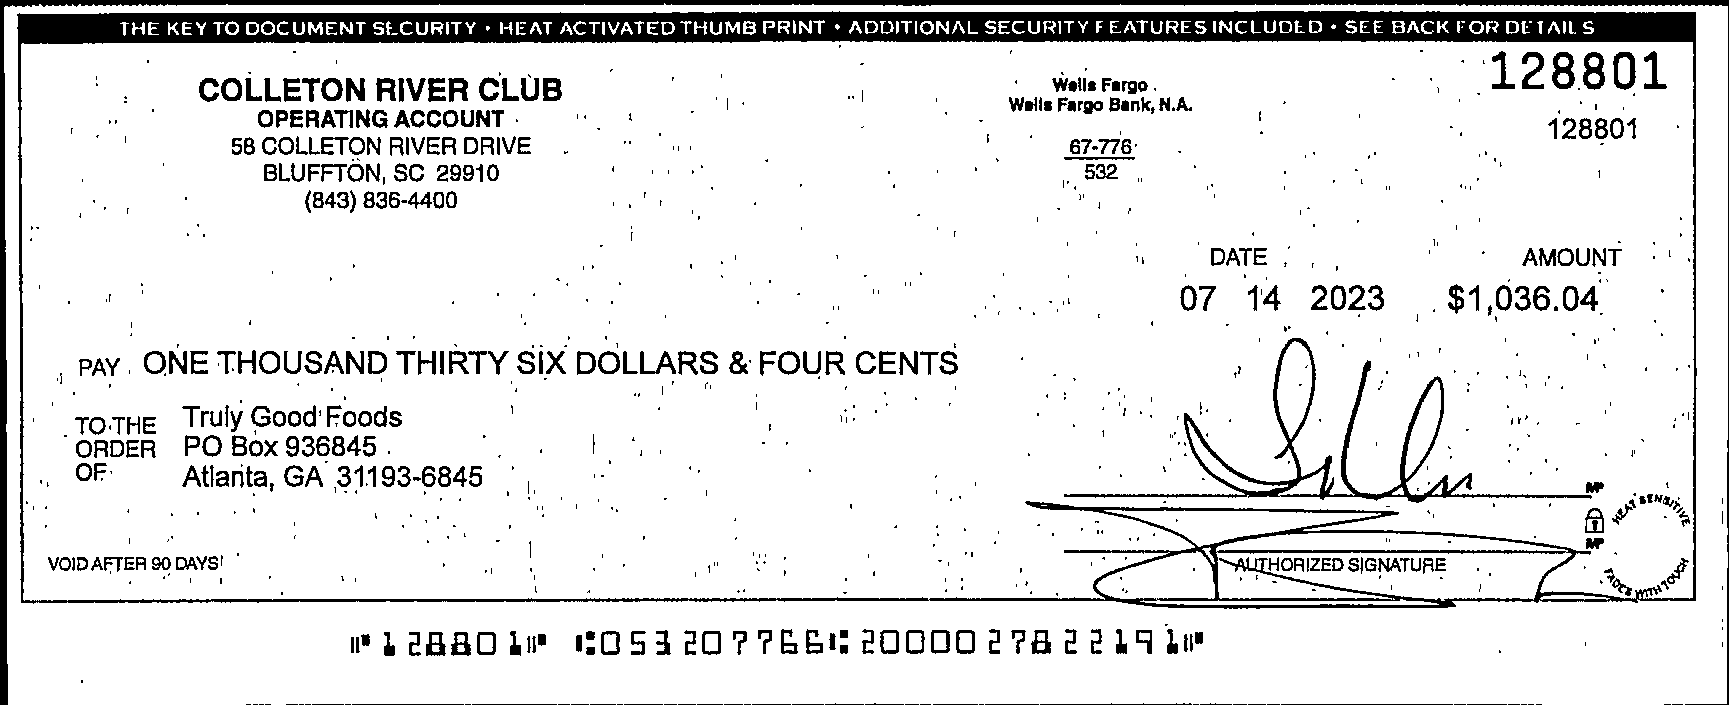 THE KEY TO DOCUMENT SECURITY • HEAT ACTIVATED THUMB PRINT • ADDITIONAL SECURITY FEATURES INCLUDED • SEE BACK FOR DETAILS
COLLETON RIVER CLUB
OPERATING ACCOUNT
58 COLLETON RIVER DRIVE
BLUFFTON, SC 29910
(843) 836-4400
Wells Fargo
Wells Fargo Bank, N.A.
67-776
532
128801
128801
DATE AMOUNT
07 14 2023 $1,036.04
PAY ONE THOUSAND THIRTY SIX DOLLARS & FOUR CENTS
TO THE
ORDER
OF
Truly Good Foods
PO Box 936845
Atlanta, GA 31193-6845
MP
MP
HEAT SENSITIVE
FADES WITH TOUCH
VOID AFTER 90 DAYS
AUTHORIZED SIGNATURE
⑈128801⑈ ⑆053207766⑆ 2000027822191⑈